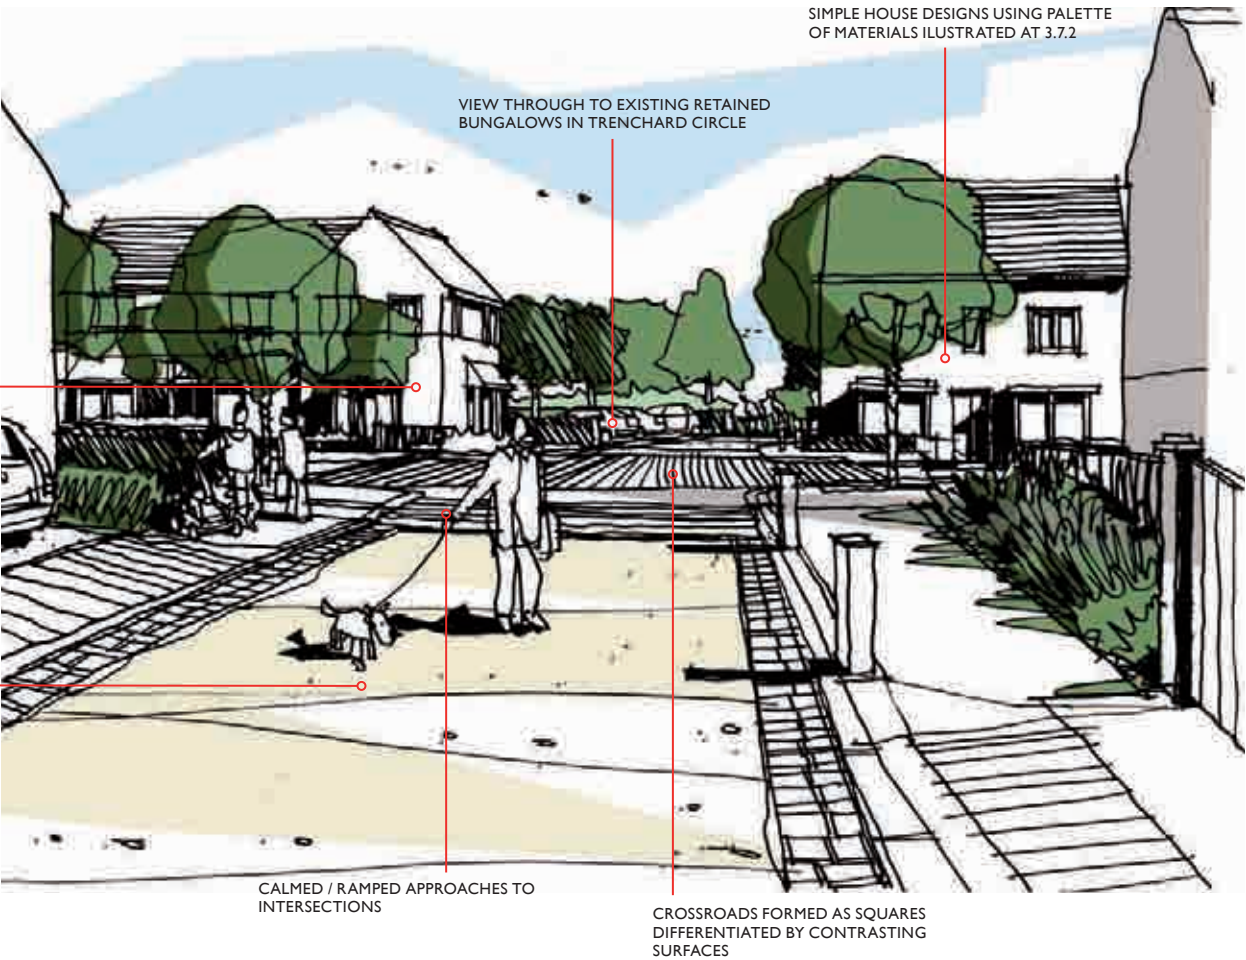 SIMPLE HOUSE DESIGNS USING PALETTE
OF MATERIALS ILUSTRATED AT 3.7.2
VIEW THROUGH TO EXISTING RETAINED
BUNGALOWS IN TRENCHARD CIRCLE
CALMED / RAMPED APPROACHES TO
INTERSECTIONS
CROSSROADS FORMED AS SQUARES
DIFFERENTIATED BY CONTRASTING
SURFACES